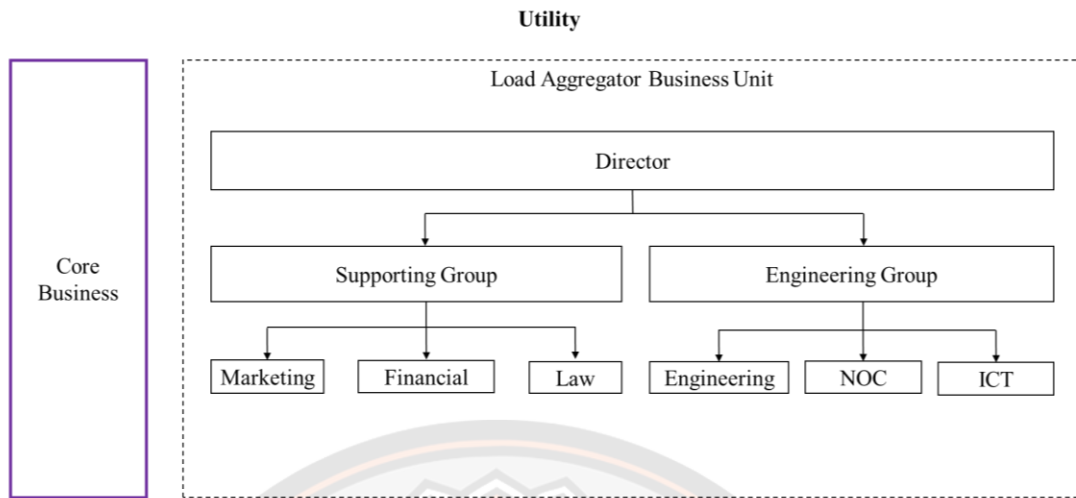 Utility
Core
Business
Load Aggregator Business Unit
Director
Supporting Group
Engineering Group
Marketing
Financial
Law
Engineering
NOC
ICT